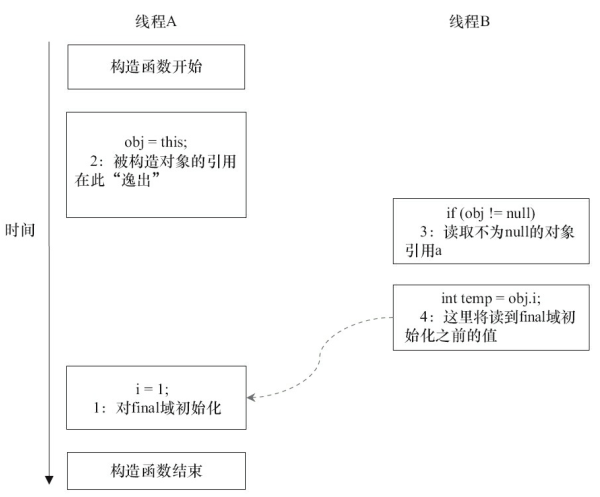 线程A
线程B
构造函数开始
obj = this;
2：被构造对象的引用
在此“逸出”
时间
if (obj != null)
3：读取不为null的对象
引用a
int temp = obj.i;
4：这里将读到final域初
始化之前的值
i = 1;
1：对final域初始化
构造函数结束